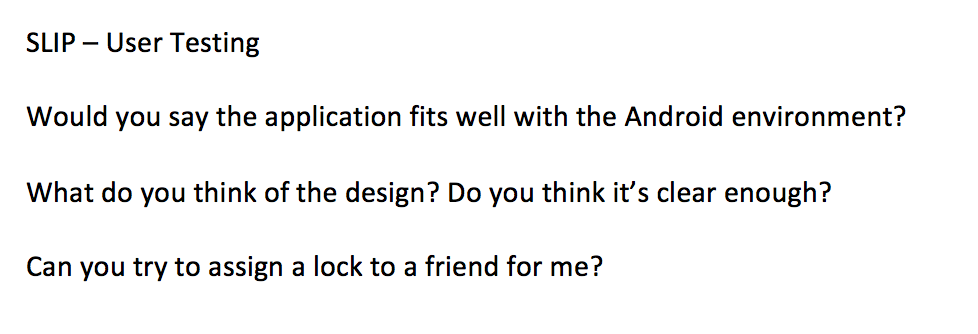 SLIP – User Testing
Would you say the application fits well with the Android environment?
What do you think of the design? Do you think it’s clear enough?
Can you try to assign a lock to a friend for me?